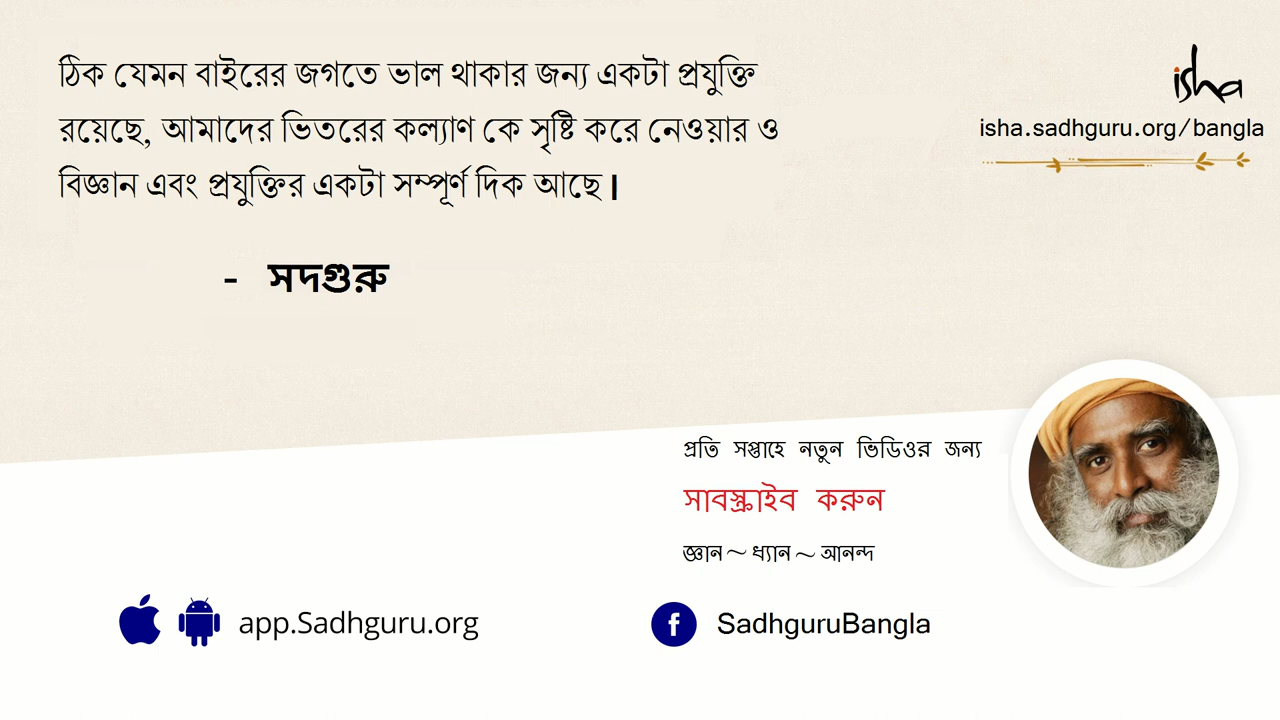 ঠিক যেমন বাইরের জগতে ভাল থাকার জন্য একটা প্রযুক্তি
রয়েছে, আমাদের ভিতরের কল্যাণ কে সৃষ্টি করে নেওয়ার ও
বিজ্ঞান এবং প্রযুক্তির একটা সম্পূর্ণ দিক আছে।
- সদগুরু
isha
isha.sadhguru.org/bangla
প্রতি সপ্তাহে নতুন ভিডিওর জন্য
সাবস্ক্রাইব করুন
জ্ঞান ~ ধ্যান ~ আনন্দ
app.Sadhguru.org
f SadhguruBangla